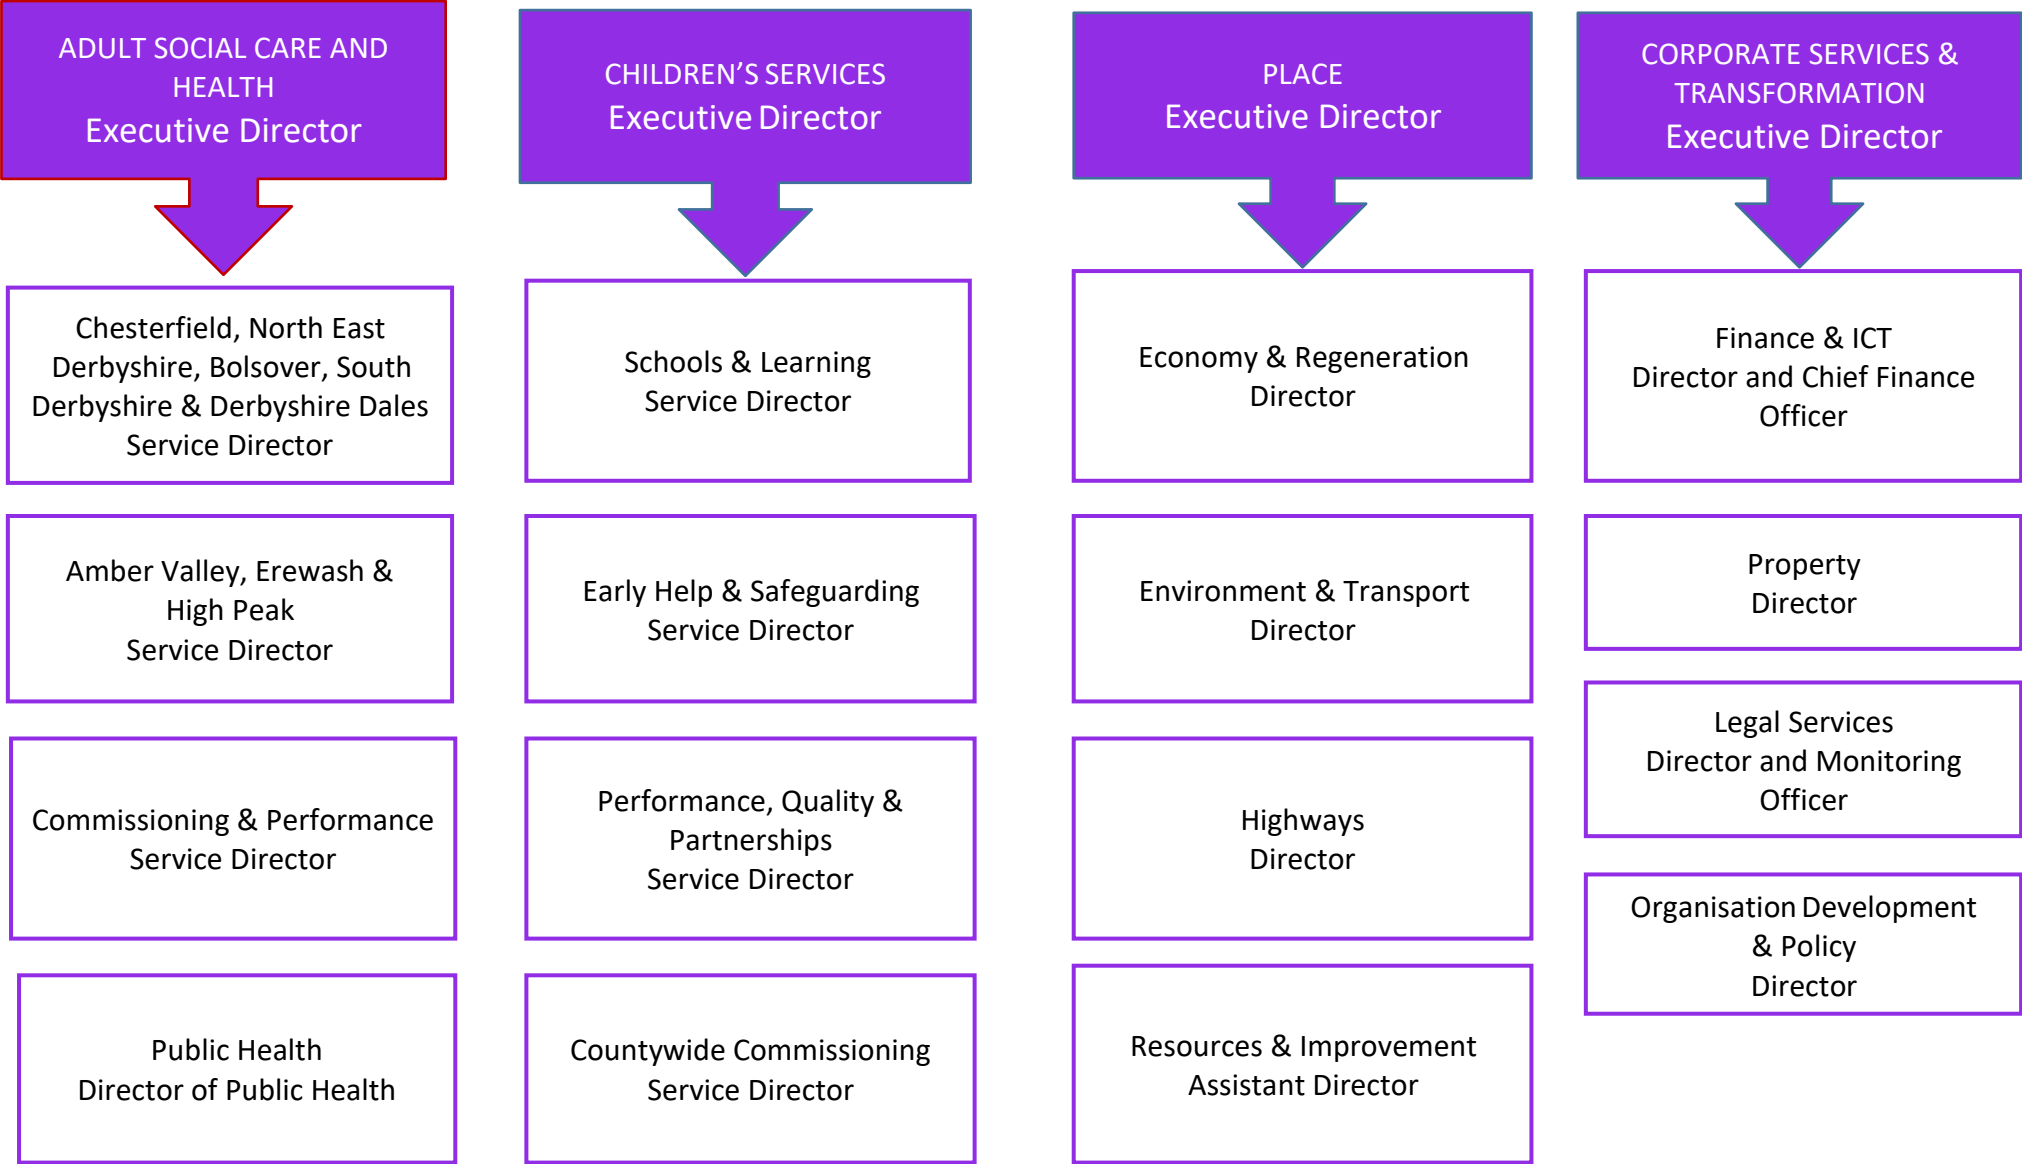 ADULT SOCIAL CARE AND
HEALTH
Executive Director
CHILDREN’S SERVICES
Executive Director
PLACE
Executive Director
CORPORATE SERVICES &
TRANSFORMATION
Executive Director
Chesterfield, North East
Derbyshire, Bolsover, South
Derbyshire & Derbyshire Dales
Service Director
Schools & Learning
Service Director
Economy & Regeneration
Director
Finance & ICT
Director and Chief Finance
Officer
Amber Valley, Erewash &
High Peak
Service Director
Early Help & Safeguarding
Service Director
Environment & Transport
Director
Property
Director
Commissioning & Performance
Service Director
Performance, Quality &
Partnerships
Service Director
Highways
Director
Legal Services
Director and Monitoring
Officer
Public Health
Director of Public Health
Countywide Commissioning
Service Director
Resources & Improvement
Assistant Director
Organisation Development
& Policy
Director